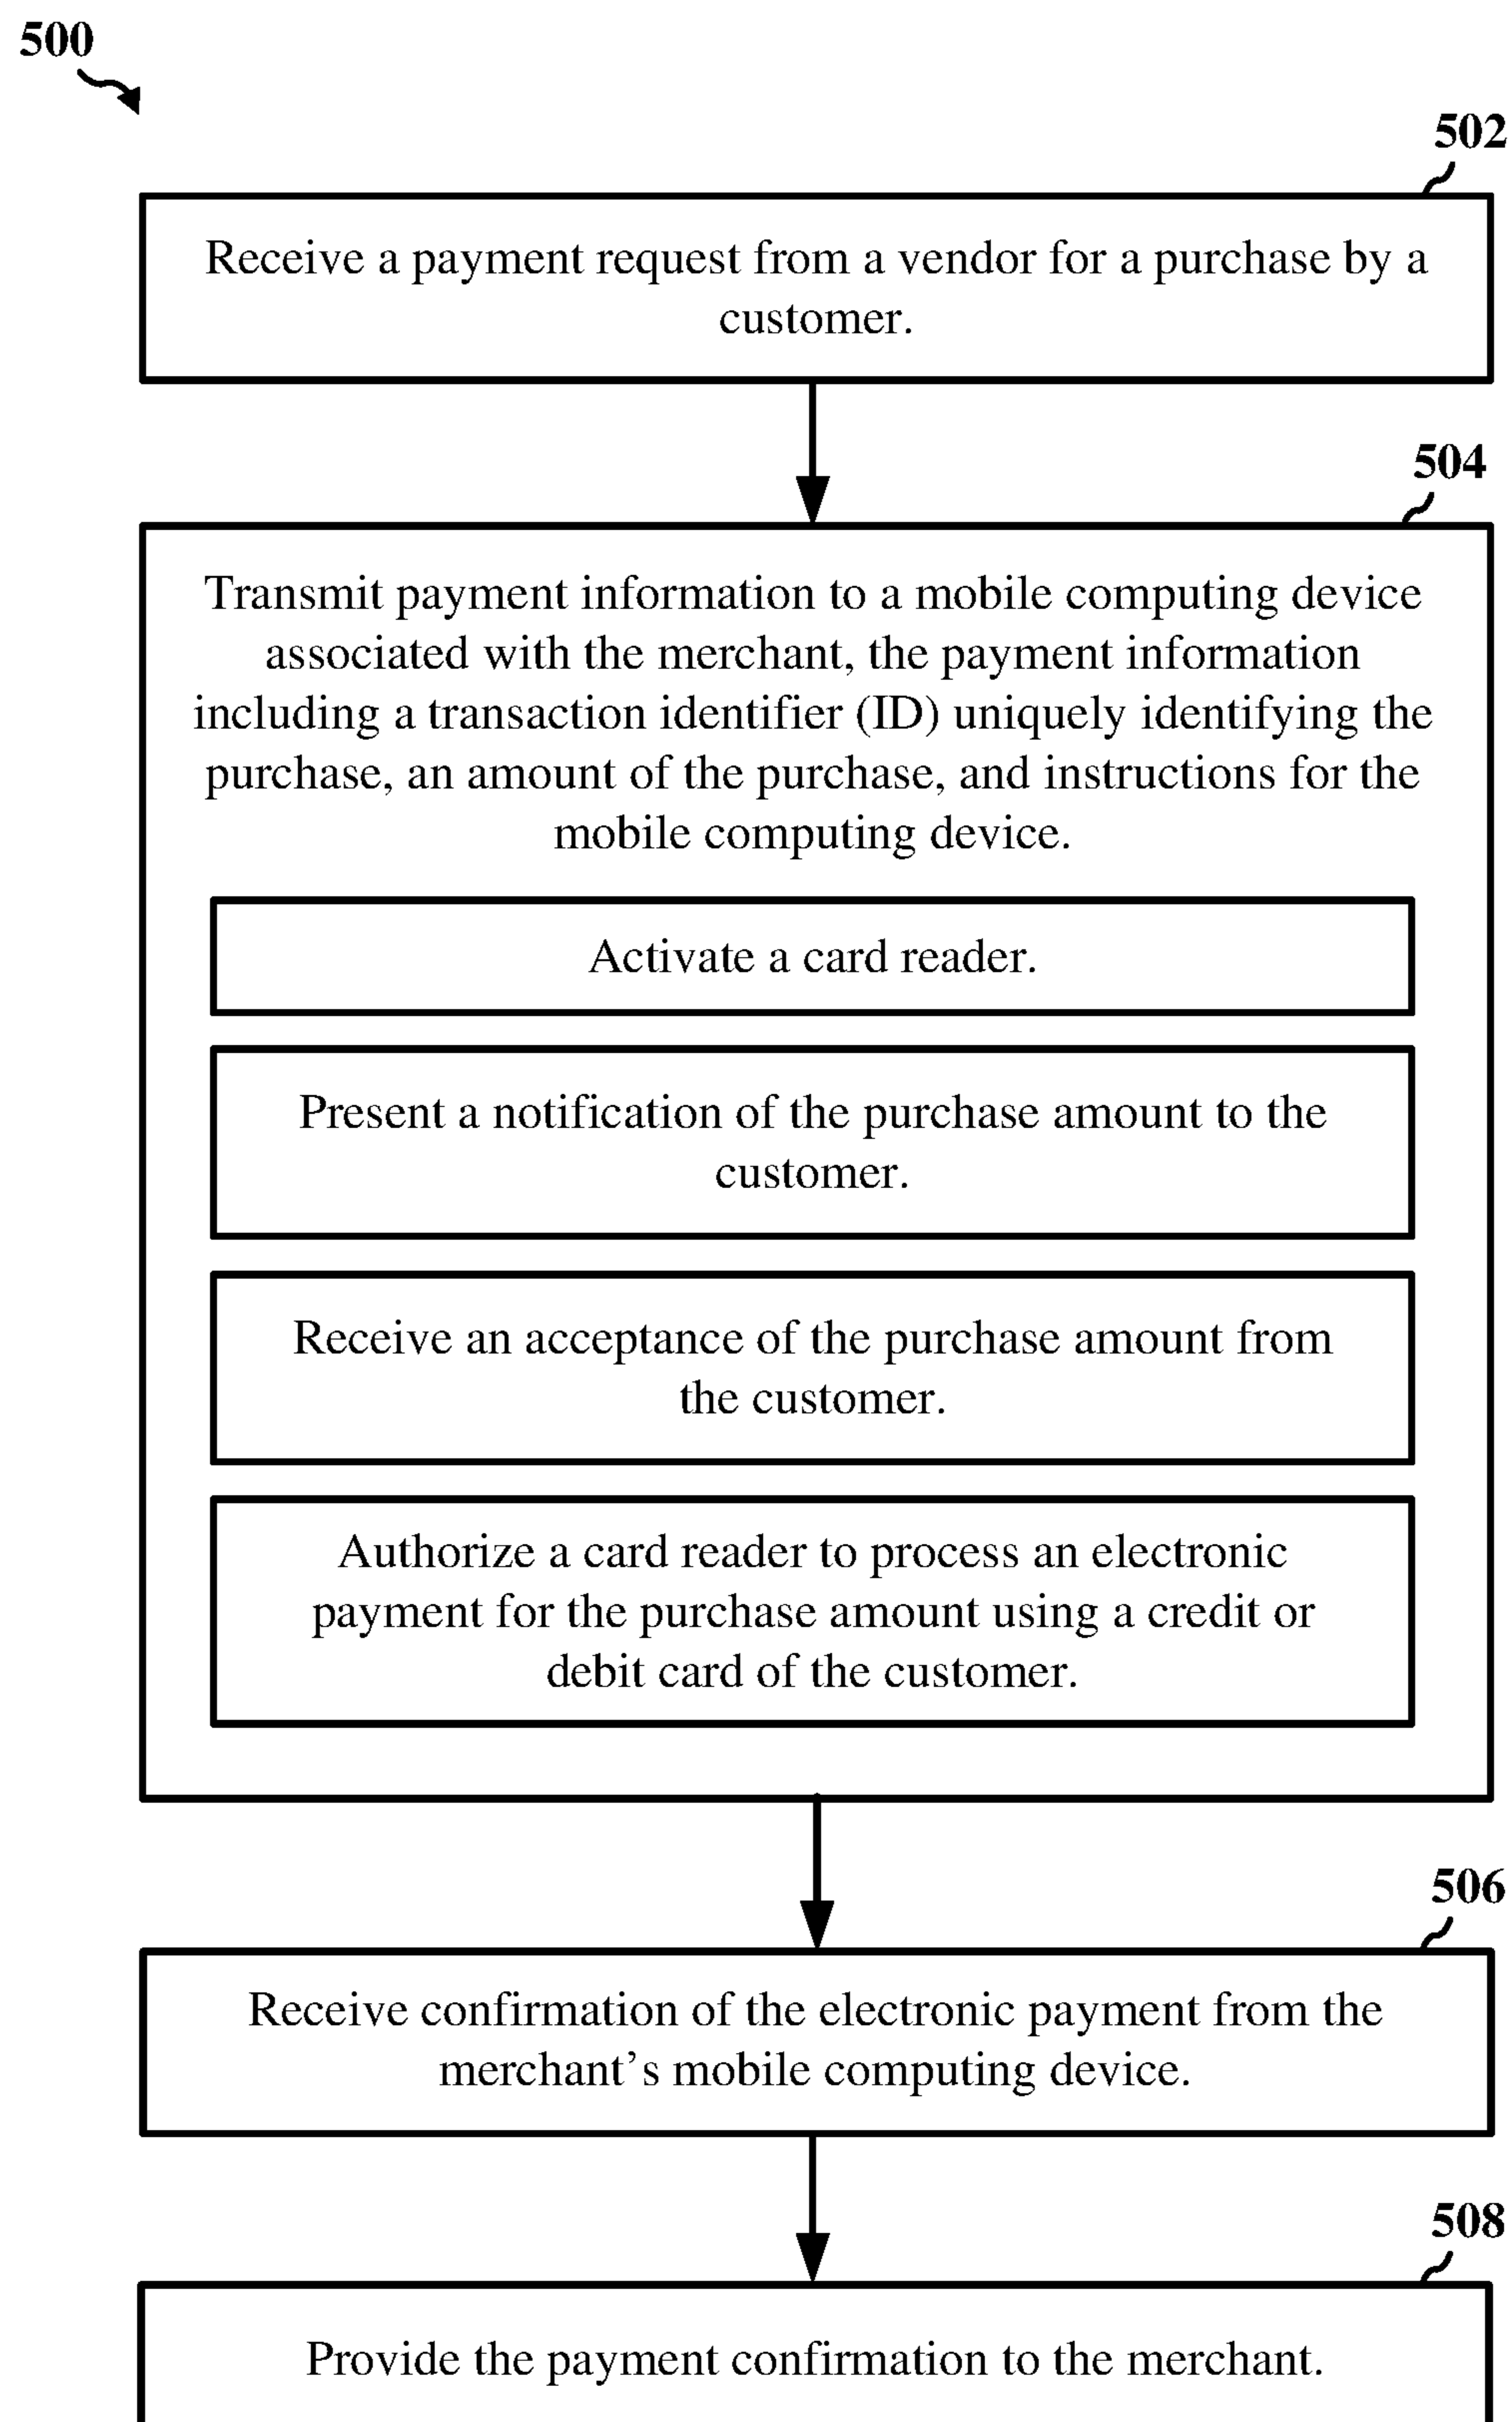 500
502
Receive a payment request from a vendor for a purchase by a
customer.
504
Transmit payment information to a mobile computing device
associated with the merchant, the payment information
including a transaction identifier (ID) uniquely identifying the
purchase, an amount of the purchase, and instructions for the
mobile computing device.
Activate a card reader.
Present a notification of the purchase amount to the
customer.
Receive an acceptance of the purchase amount from
the customer.
Authorize a card reader to process an electronic
payment for the purchase amount using a credit or
debit card of the customer.
506
Receive confirmation of the electronic payment from the
merchant’s mobile computing device.
508
Provide the payment confirmation to the merchant.